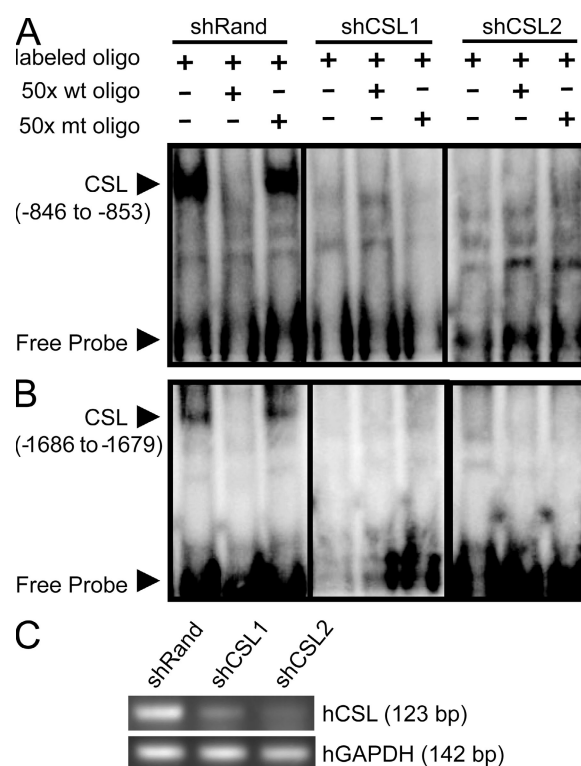 A
shRand shCSL1 shCSL2
labeled oligo + + + + + + + + +
50x wt oligo - + - - + - - + -
50x mt oligo - - + - - + - - +
CSL
(-846 to -853)
Free Probe
B
CSL
(-1686 to -1679)
Free Probe
C
shRand shCSL1 shCSL2
hCSL (123 bp)
hGAPDH (142 bp)